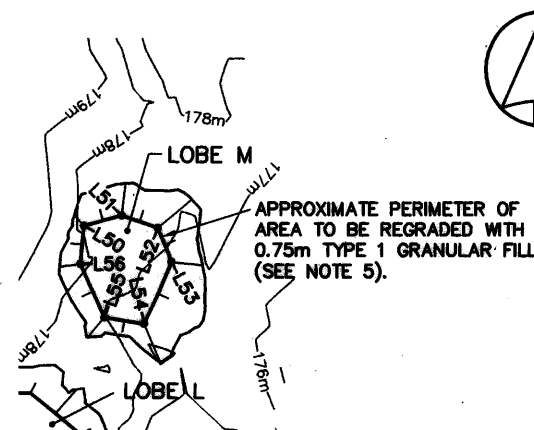 179m
178m
178m
LOBE M
177m
L51
L50
L52
L56
L53
L55
L54
APPROXIMATE PERIMETER OF
AREA TO BE REGRADED WITH
0.75m TYPE 1 GRANULAR FILL
(SEE NOTE 5).
178m
176m
LOBE L